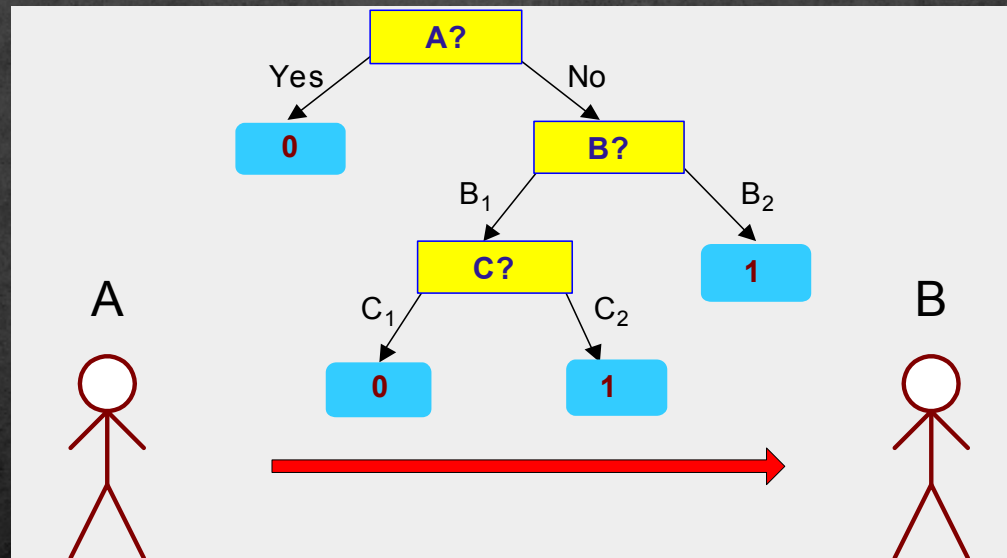 A?
Yes No
0 B?
B₁ B₂
C? 1
A B
C₁ C₂
0 1